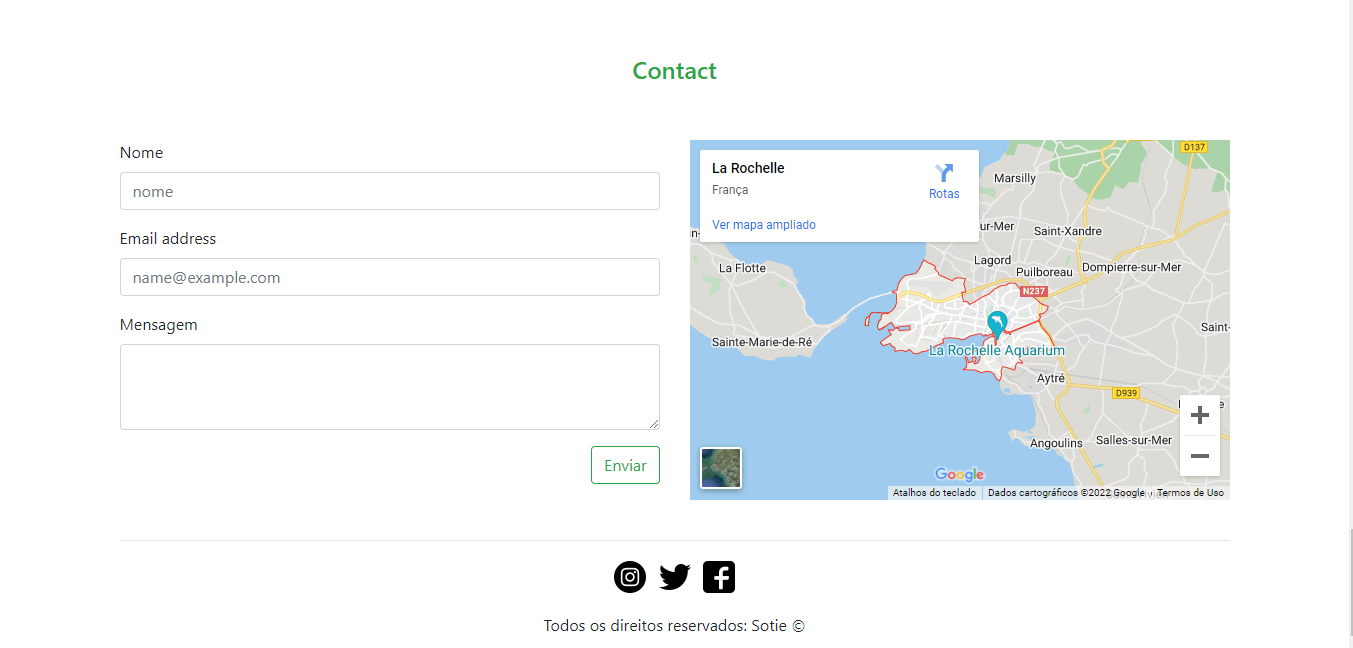 Contact
Nome
nome
Email address
name@example.com
Mensagem
Enviar
La Rochelle
França
Rotas
Ver mapa ampliado
D137
Marsilly
ur-Mer
Saint-Xandre
La Flotte
Lagord
Puilboreau
Dompierre-sur-Mer
N237
Saint-
Sainte-Marie-de-Ré
La Rochelle Aquarium
Aytré
D939
Angoulins
Salles-sur-Mer
Google
Atalhos do teclado
Dados cartográficos ©2022 Google
Termos de Uso
Todos os direitos reservados: Sotie ©